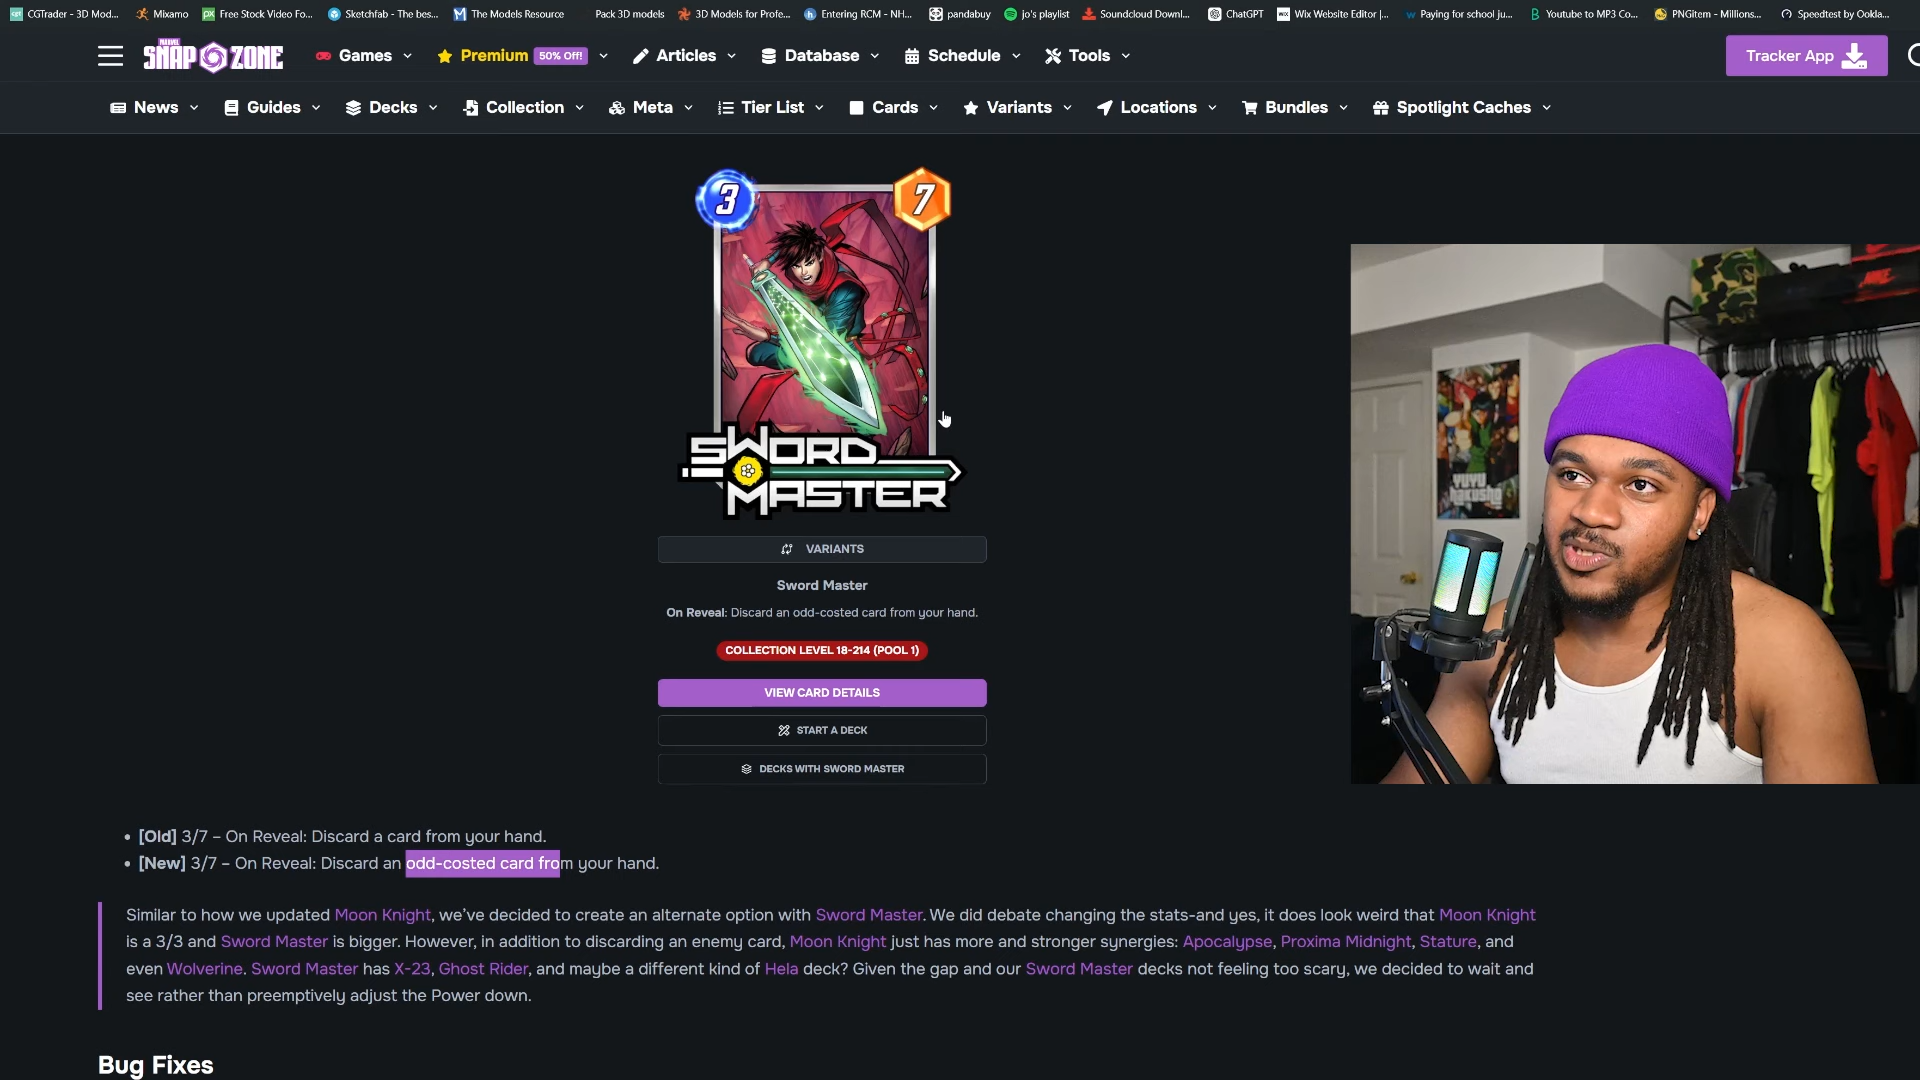 CGTrader - 3D Mod... Mixamo Free Stock Video Fo... Sketchfab - The bes... The Models Resource Pack 3D models 3D Models for Profe... Entering RCM - NH... pandabuy jo's playlist Soundcloud Downl... ChatGPT Wix Website Editor |... Paying for school ju... Youtube to MP3 Co... PNGitem - Millions... Speedtest by Ookla...
MARVEL SNAP ZONE Games Premium 50% Off! Articles Database Schedule Tools Tracker App
News Guides Decks Collection Meta Tier List Cards Variants Locations Bundles Spotlight Caches
3 7
SWORD
MASTER
YUYU
HAKUSHO
VARIANTS
Sword Master
On Reveal: Discard an odd-costed card from your hand.
COLLECTION LEVEL 18-214 (POOL 1)
VIEW CARD DETAILS
START A DECK
DECKS WITH SWORD MASTER
• [Old] 3/7 – On Reveal: Discard a card from your hand.
• [New] 3/7 – On Reveal: Discard an odd-costed card from your hand.
Similar to how we updated Moon Knight, we’ve decided to create an alternate option with Sword Master. We did debate changing the stats-and yes, it does look weird that Moon Knight
is a 3/3 and Sword Master is bigger. However, in addition to discarding an enemy card, Moon Knight just has more and stronger synergies: Apocalypse, Proxima Midnight, Stature, and
even Wolverine. Sword Master has X-23, Ghost Rider, and maybe a different kind of Hela deck? Given the gap and our Sword Master decks not feeling too scary, we decided to wait and
see rather than preemptively adjust the Power down.
Bug Fixes